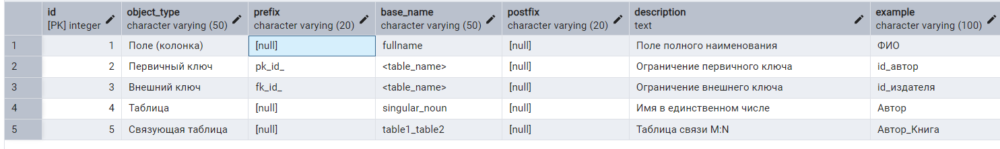 id object_type prefix base_name postfix description example
[PK] integer character varying (50) character varying (20) character varying (50) character varying (20) text character varying (100)
1 1 Поле (колонка) [null] fullname [null] Поле полного наименования ФИО
2 2 Первичный ключ pk_id_ <table_name> [null] Ограничение первичного ключа id_автор
3 3 Внешний ключ fk_id_ <table_name> [null] Ограничение внешнего ключа id_издателя
4 4 Таблица [null] singular_noun [null] Имя в единственном числе Автор
5 5 Связующая таблица [null] table1_table2 [null] Таблица связи M:N Автор_Книга